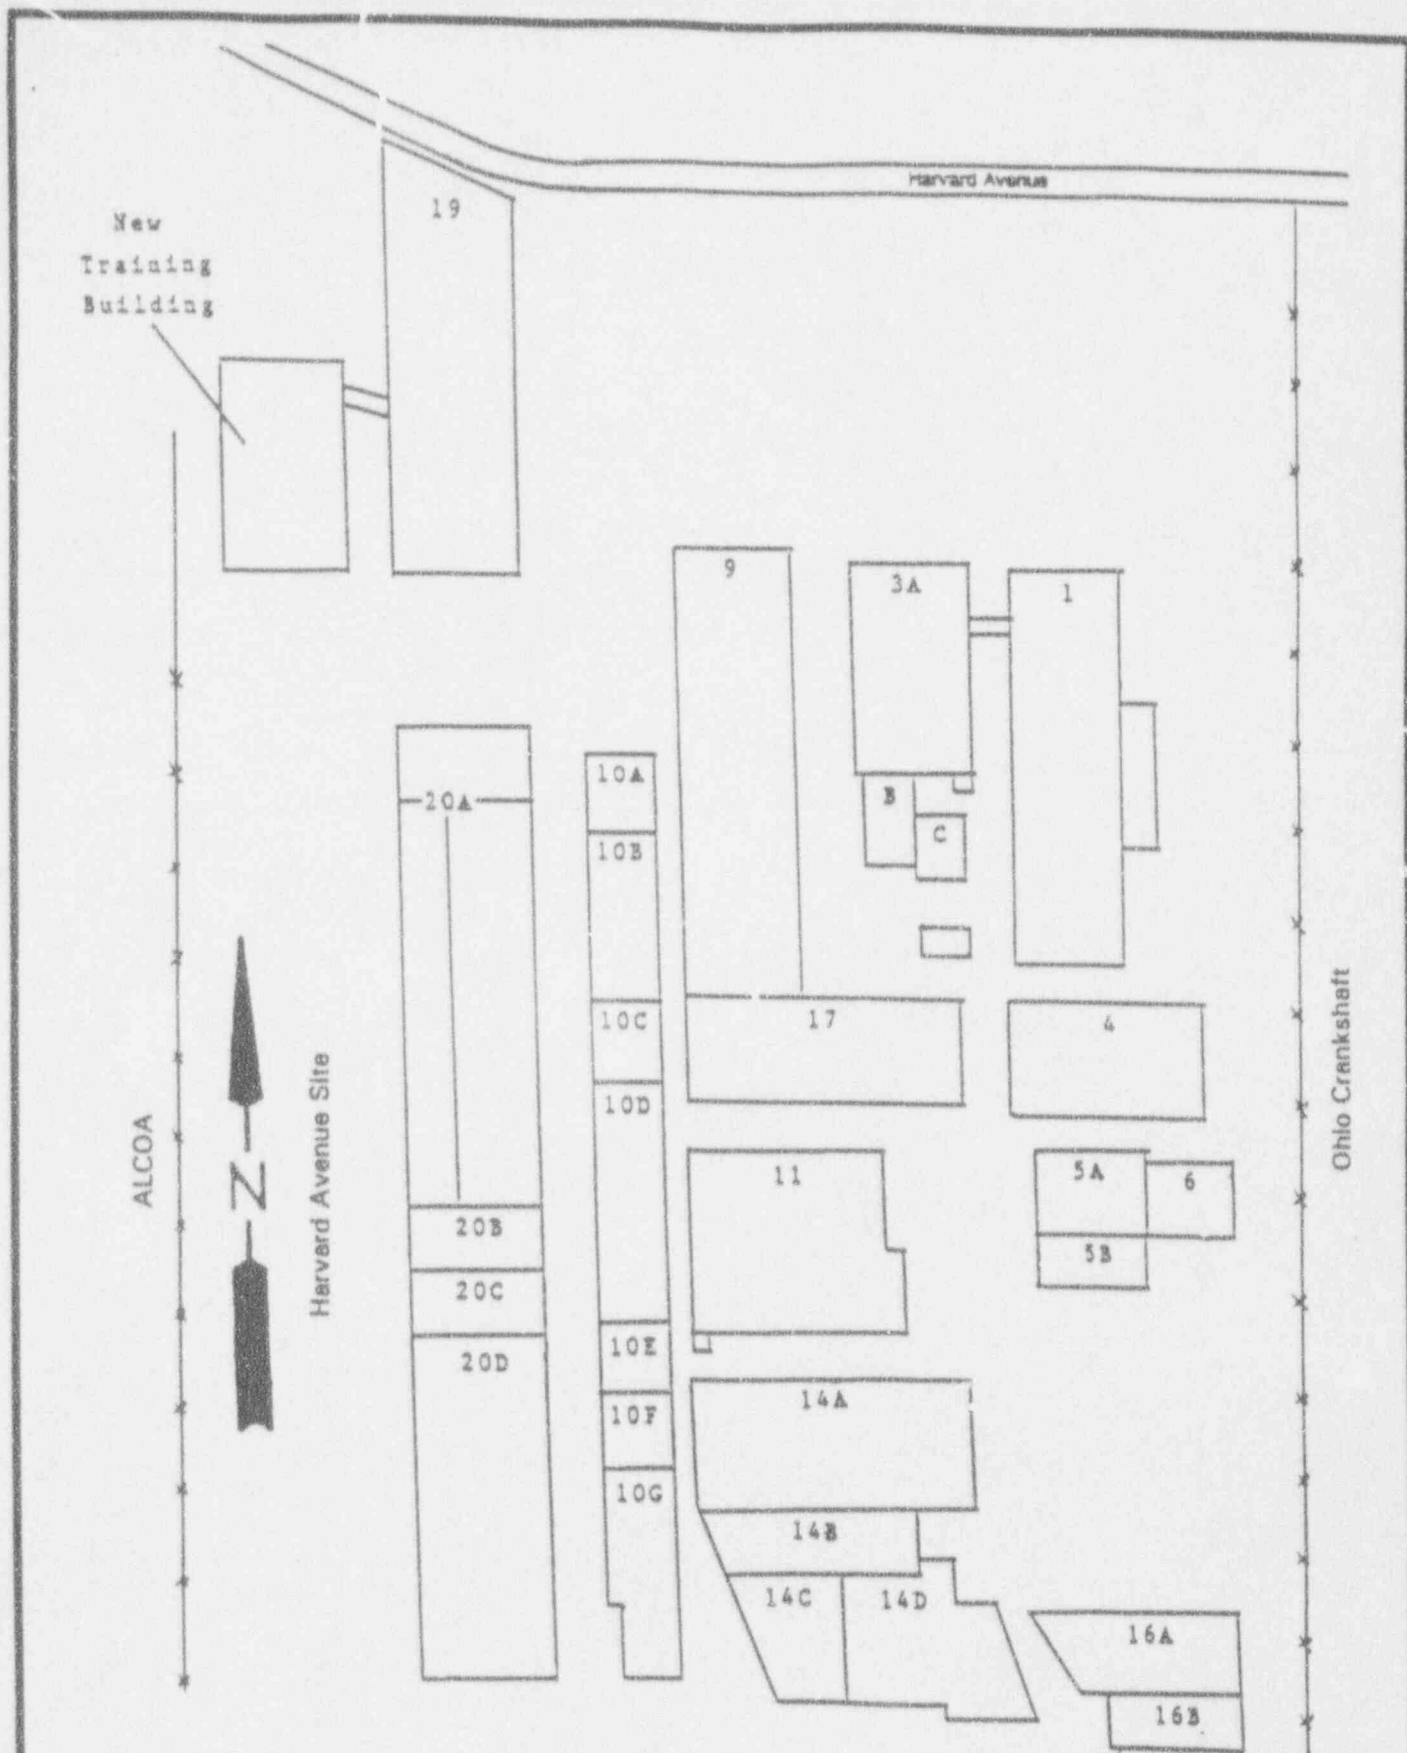 Harvard Avenue
19
New
Training
Building
9
3A
1
10A
20A
B
10B
C
10C
17
4
10D
11
5A
6
20B
5B
20C
10E
20D
14A
10F
10G
14B
14C
14D
16A
16B
ALCOA
N
Harvard Avenue Site
Ohio Crankshaft